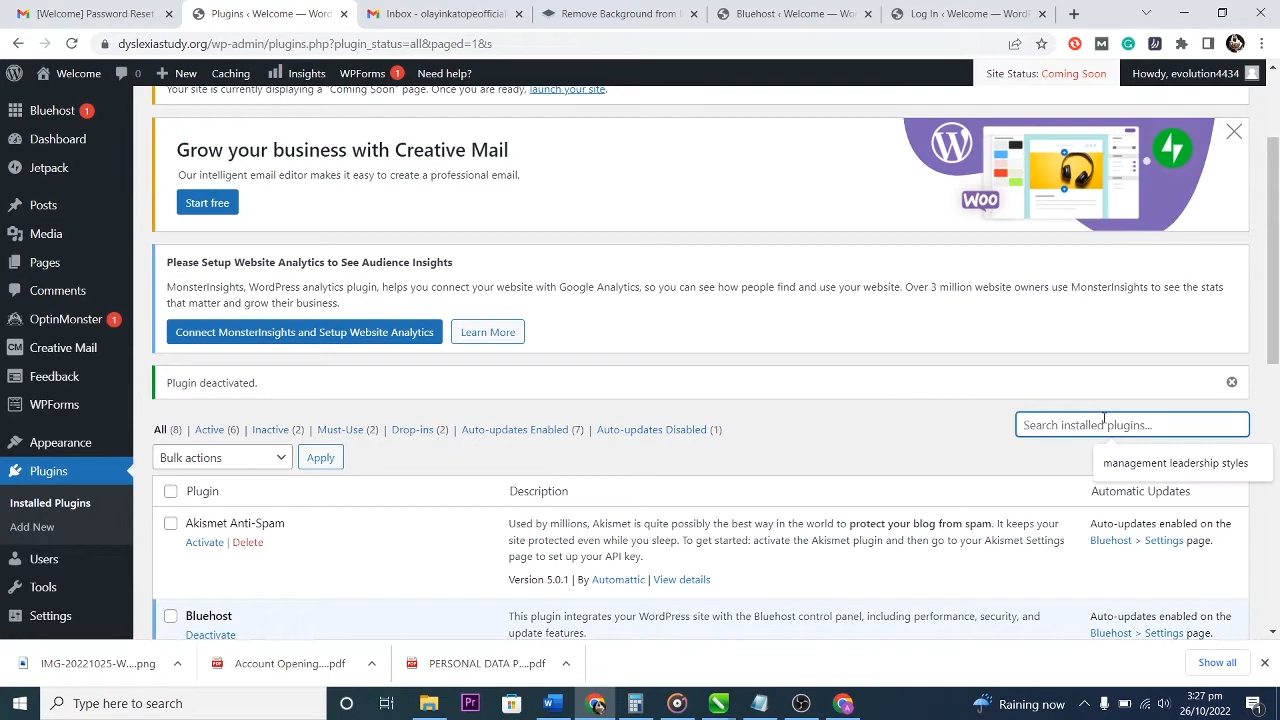 [Welcome] Password Reset
Plugins < Welcome — Wor
Inbox - olayinkatopeofficial
Remove Background from I
Bluehost < Welcome — Wor
Log In < Welcome — WordP
dyslexiastudy.org/wp-admin/plugins.php?plugin_status=all&paged=1&s
Welcome 0 New Caching Insights WPForms 1 Need help?
Site Status: Coming Soon
Howdy, evolution4434
Your site is currently displaying a "Coming Soon" page. Once you are ready, launch your site.
Bluehost 1
Dashboard
Jetpack
Posts
Media
Pages
Comments
OptinMonster 1
CM Creative Mail
Feedback
WPForms
Appearance
Plugins
Installed Plugins
Add New
Users
Tools
Settings
Grow your business with Creative Mail
Our intelligent email editor makes it easy to create a professional email.
Start free
WOO
Please Setup Website Analytics to See Audience Insights
MonsterInsights, WordPress analytics plugin, helps you connect your website with Google Analytics, so you can see how people find and use your website. Over 3 million website owners use MonsterInsights to see the stats
that matter and grow their business.
Connect MonsterInsights and Setup Website Analytics
Learn More
Plugin deactivated.
All (8) | Active (6) | Inactive (2) | Must-Use (2) | Drop-ins (2) | Auto-updates Enabled (7) | Auto-updates Disabled (1)
Search installed plugins...
management leadership styles
Bulk actions
Apply
Plugin Description Automatic Updates
Akismet Anti-Spam
Activate | Delete
Used by millions, Akismet is quite possibly the best way in the world to protect your blog from spam. It keeps your
site protected even while you sleep. To get started: activate the Akismet plugin and then go to your Akismet Settings
page to set up your API key.
Version 5.0.1 | By Automattic | View details
Auto-updates enabled on the
Bluehost > Settings page.
Bluehost
Deactivate
This plugin integrates your WordPress site with the Bluehost control panel, including performance, security, and
update features.
Auto-updates enabled on the
Bluehost > Settings page.
IMG-20221025-W....png
Account Opening....pdf
PERSONAL DATA P....pdf
Show all
Type here to search
Raining now
3:27 pm
26/10/2022